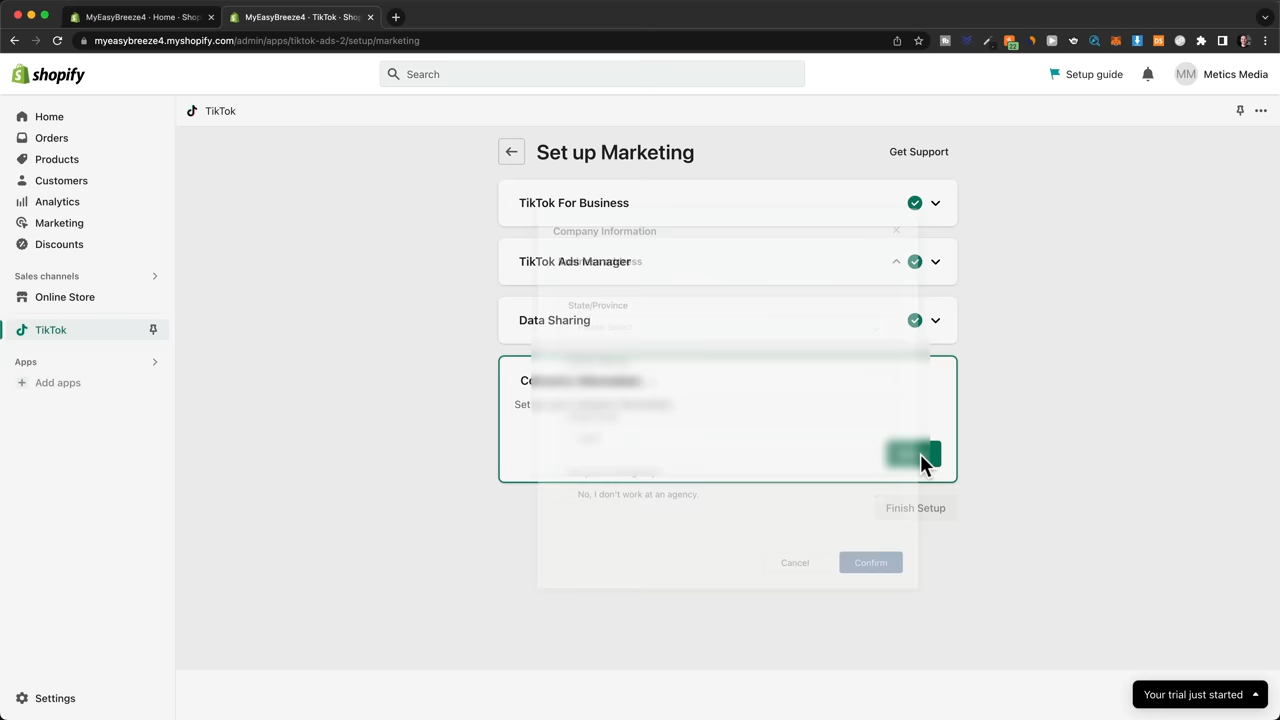 MyEasyBreeze4 · Home · Shop
MyEasyBreeze4 · TikTok · Shop
myeasybreeze4.myshopify.com/admin/apps/tiktok-ads-2/setup/marketing
22
shopify
Search
Setup guide
MM
Metics Media
Home
Orders
Products
Customers
Analytics
Marketing
Discounts
Sales channels
Online Store
TikTok
Apps
Add apps
Settings
TikTok
Set up Marketing
Get Support
TikTok For Business
Company Information
TikTok Ads Manager
State/Province
Data Sharing
No, I don't work at an agency.
Finish Setup
Cancel
Confirm
Your trial just started